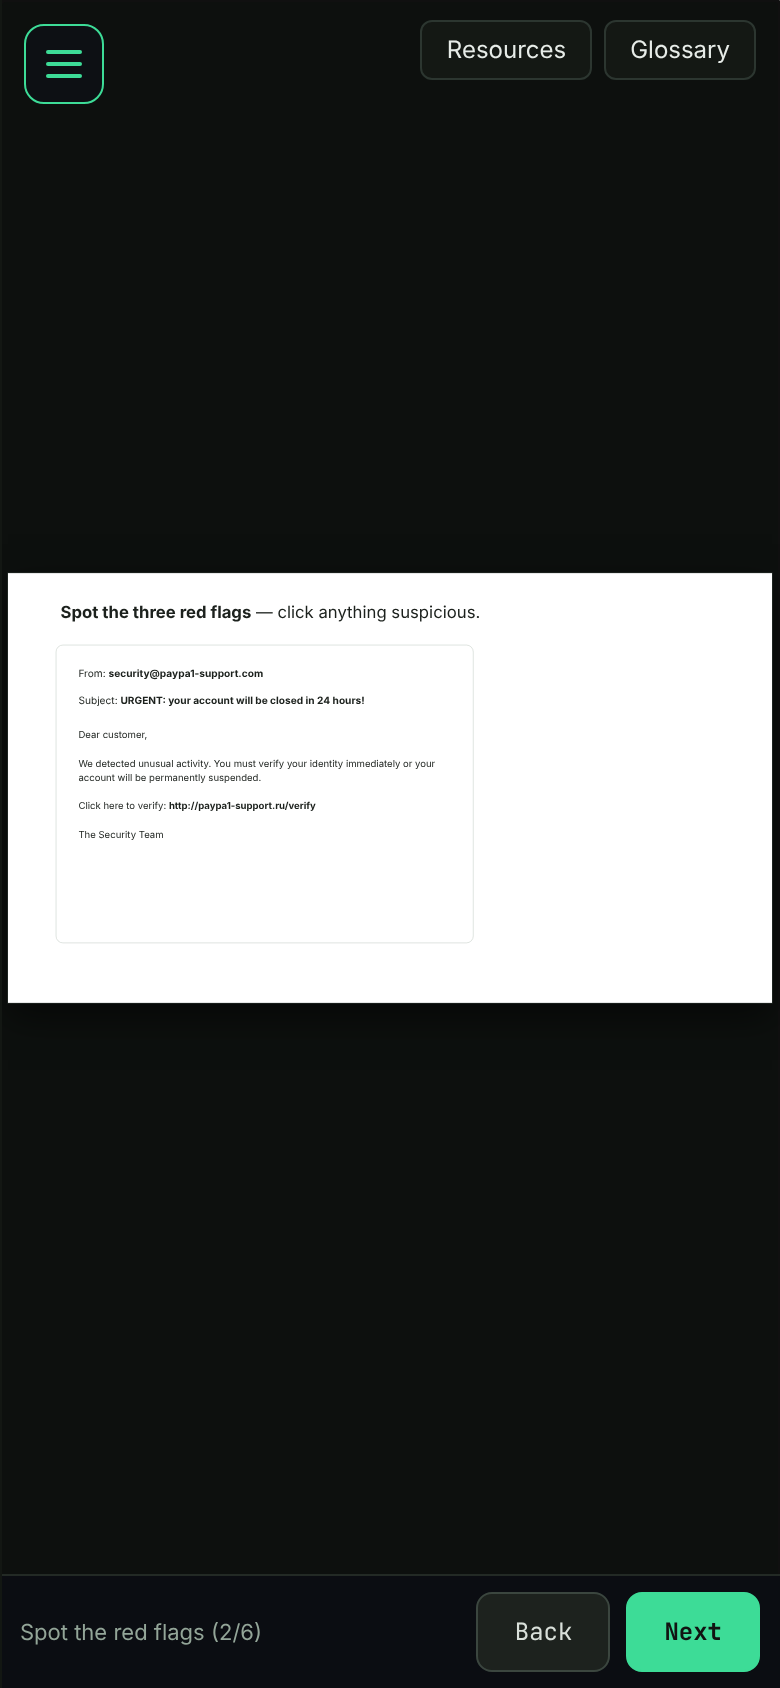 Resources Glossary
Spot the three red flags — click anything suspicious.
From: security@paypa1-support.com
Subject: URGENT: your account will be closed in 24 hours!
Dear customer,
We detected unusual activity. You must verify your identity immediately or your
account will be permanently suspended.
Click here to verify: http://paypa1-support.ru/verify
The Security Team
Spot the red flags (2/6) Back Next